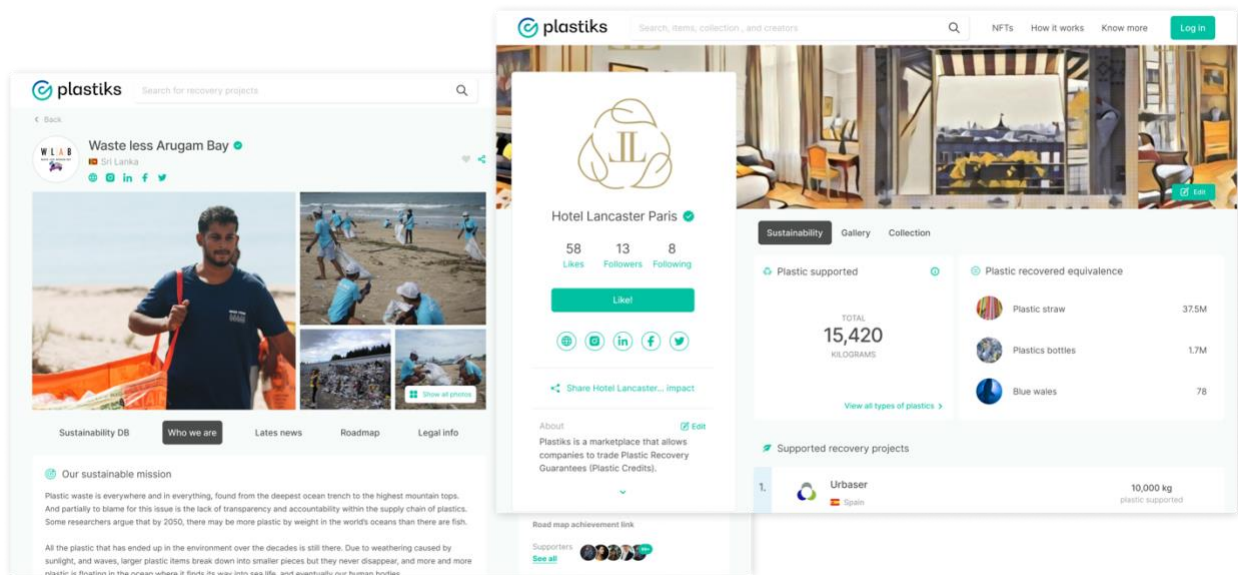 plastiks
Search for recovery projects
Back
WLAB
Waste less Arugam Bay
Sri Lanka
Show all photos
Sustainability DB
Who we are
Lates news
Roadmap
Legal info
Our sustainable mission
Plastic waste is everywhere and in everything, found from the deepest ocean trench to the highest mountain tops.
And partially to blame for this issue is the lack of transparency and accountability within the supply chain of plastics.
Some researchers argue that by 2050, there may be more plastic by weight in the world's oceans than there are fish.
All the plastic that has ended up in the environment over the decades is still there. Due to weathering caused by
sunlight, and waves, larger plastic items break down into smaller pieces but they never disappear, and more and more
plastic is floating in the ocean where it finds its way into sea life, and eventually our human bodies.
plastiks
Search, items, collection , and creators
NFTs
How it works
Know more
Log in
Edit
Hotel Lancaster Paris
58
Likes
13
Followers
8
Following
Like!
Share Hotel Lancaster... impact
About
Edit
Plastiks is a marketplace that allows
companies to trade Plastic Recovery
Guarantees (Plastic Credits).
Road map achievement link
Supporters
See all
Sustainability
Gallery
Collection
Plastic supported
TOTAL
15,420
KILOGRAMS
View all types of plastics
Plastic recovered equivalence
Plastic straw
37.5M
Plastics bottles
1.7M
Blue wales
78
Supported recovery projects
1.
Urbaser
Spain
10,000 kg
plastic supported